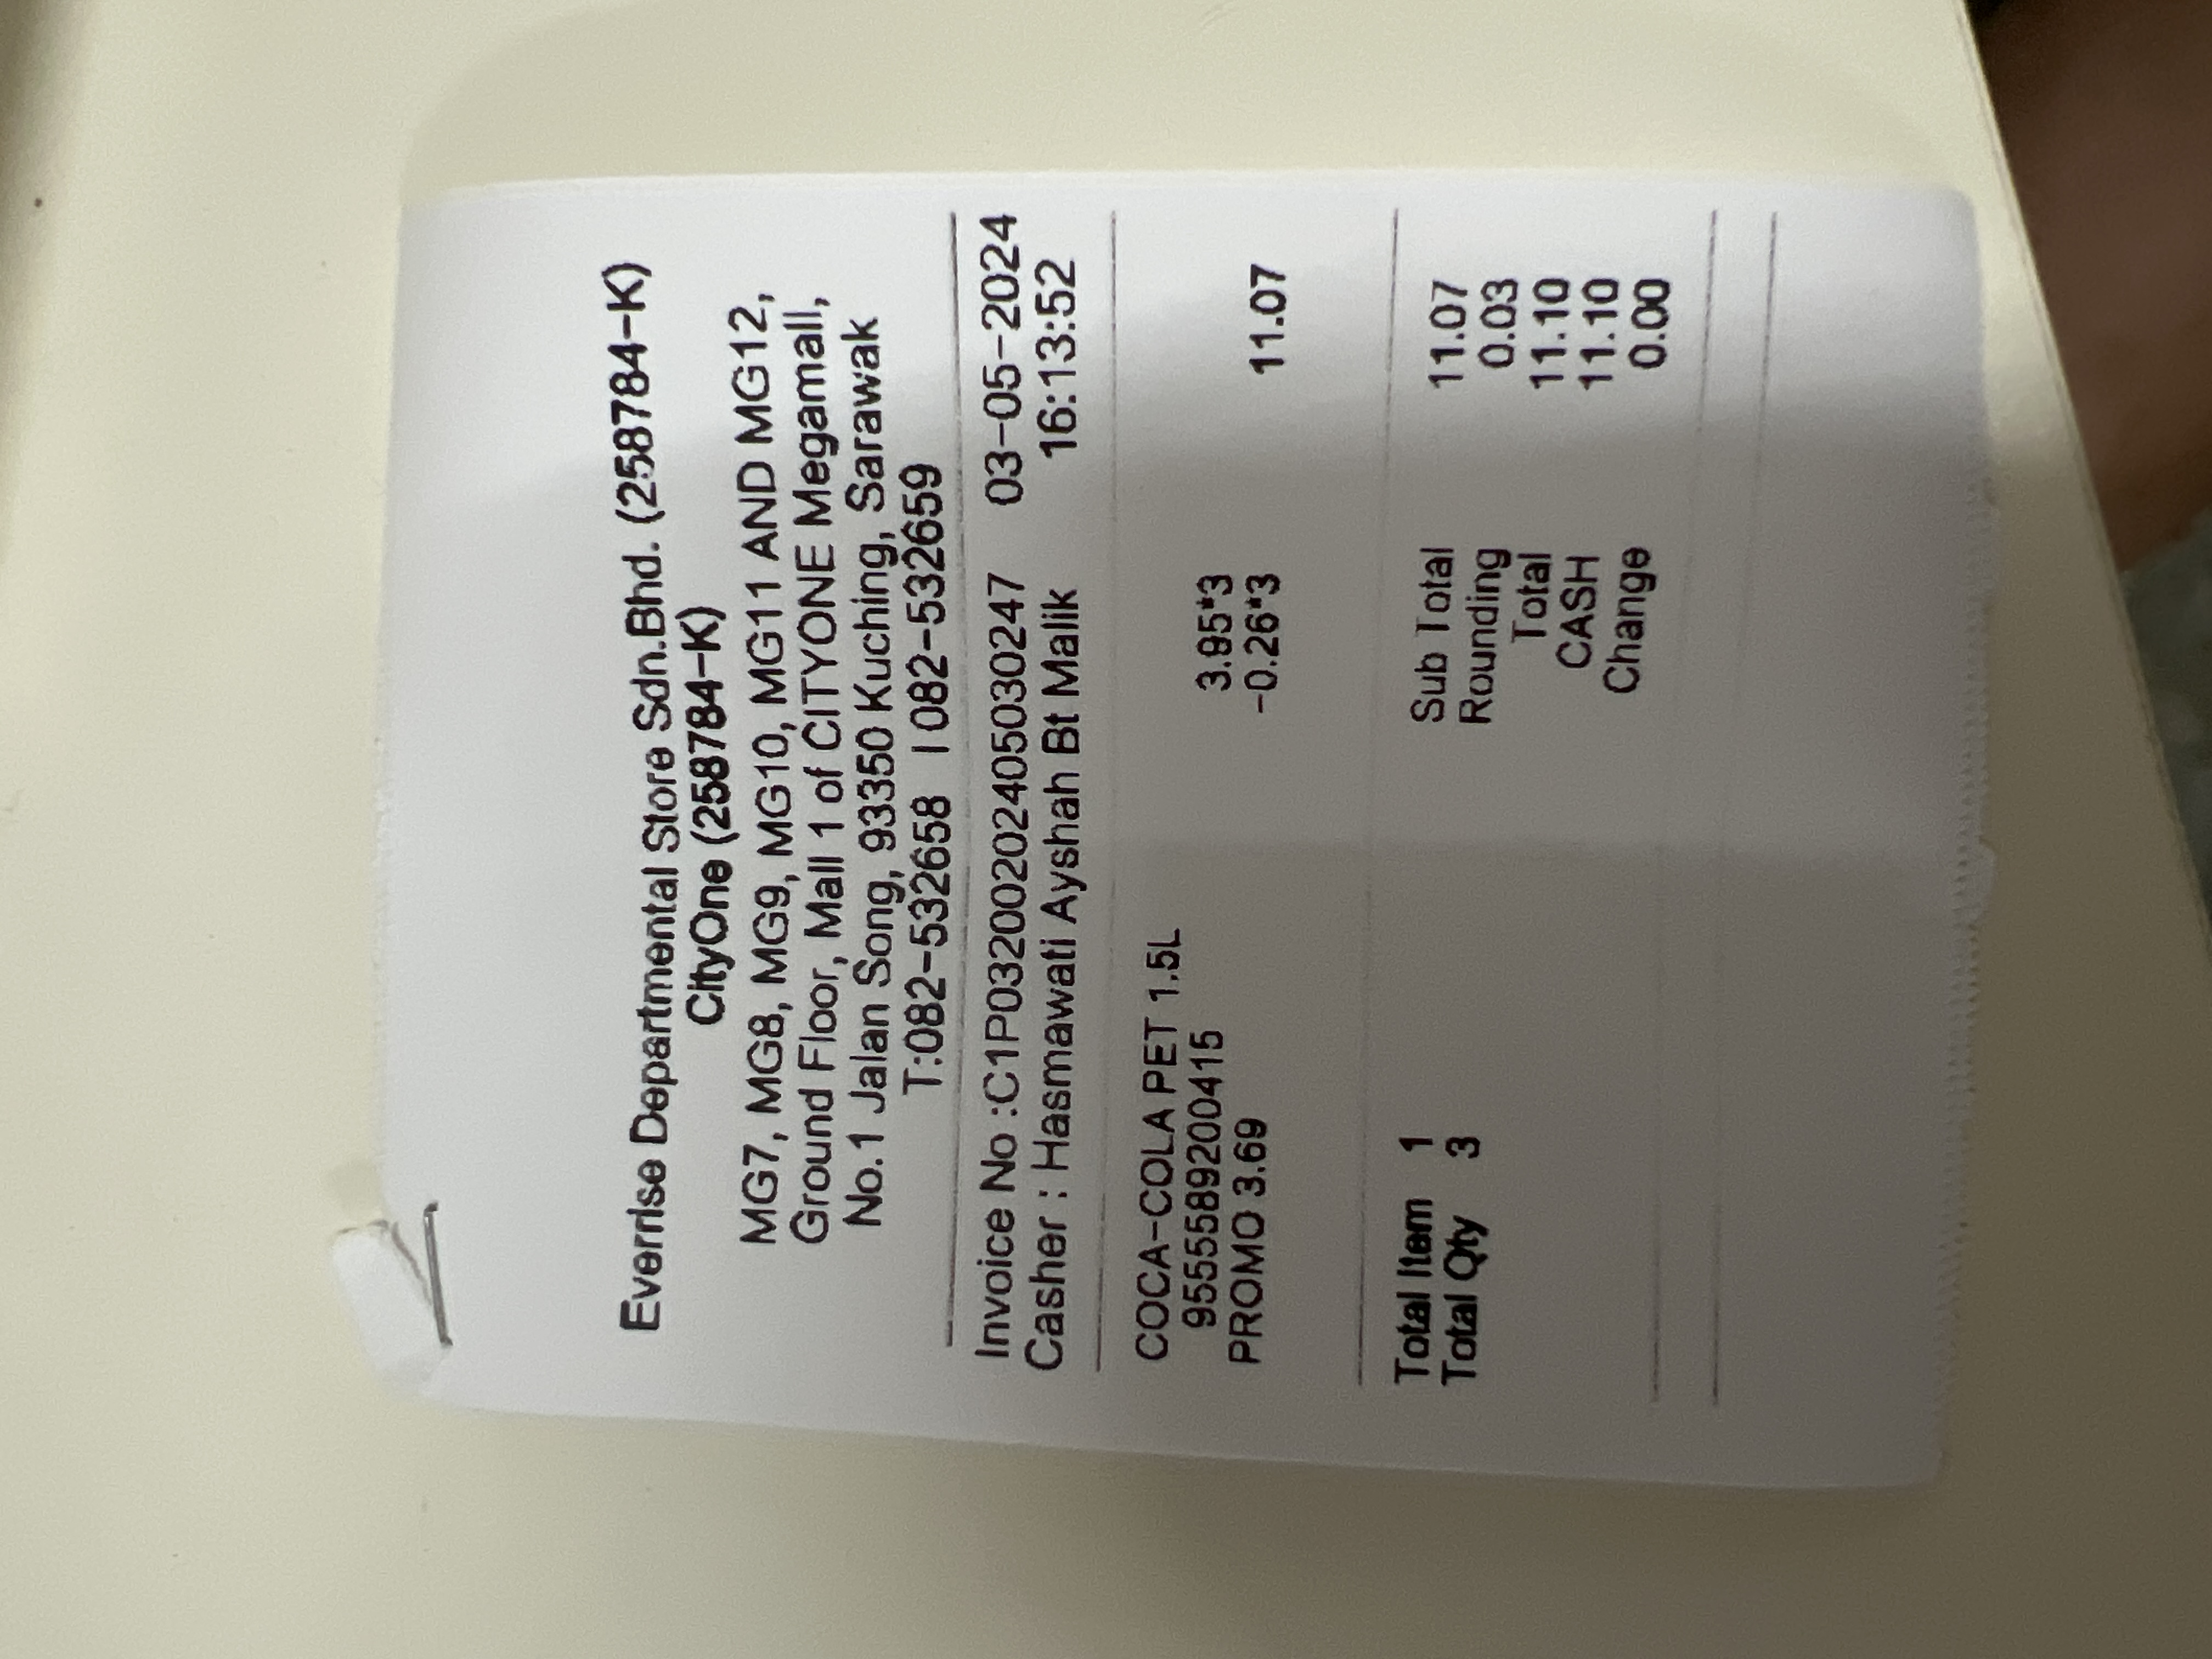 Everrise Departmental Store Sdn.Bhd. (258784-K)
CityOne (258784-K)
MG7, MG8, MG9, MG10, MG11 AND MG12,
Ground Floor, Mall 1 of CITYONE Megamall,
No.1 Jalan Song, 93350 Kuching, Sarawak
T:082-532658 | 082-532659
Invoice No :C1P03200202405030247 03-05-2024
Casher : Hasmawati Ayshah Bt Malik 16:13:52
COCA-COLA PET 1.5L
9555589200415 3.95*3
PROMO 3.69 -0.26*3 11.07
Total Item 1 Sub Total 11.07
Total Qty 3 Rounding 0.03
Total 11.10
CASH 11.10
Change 0.00